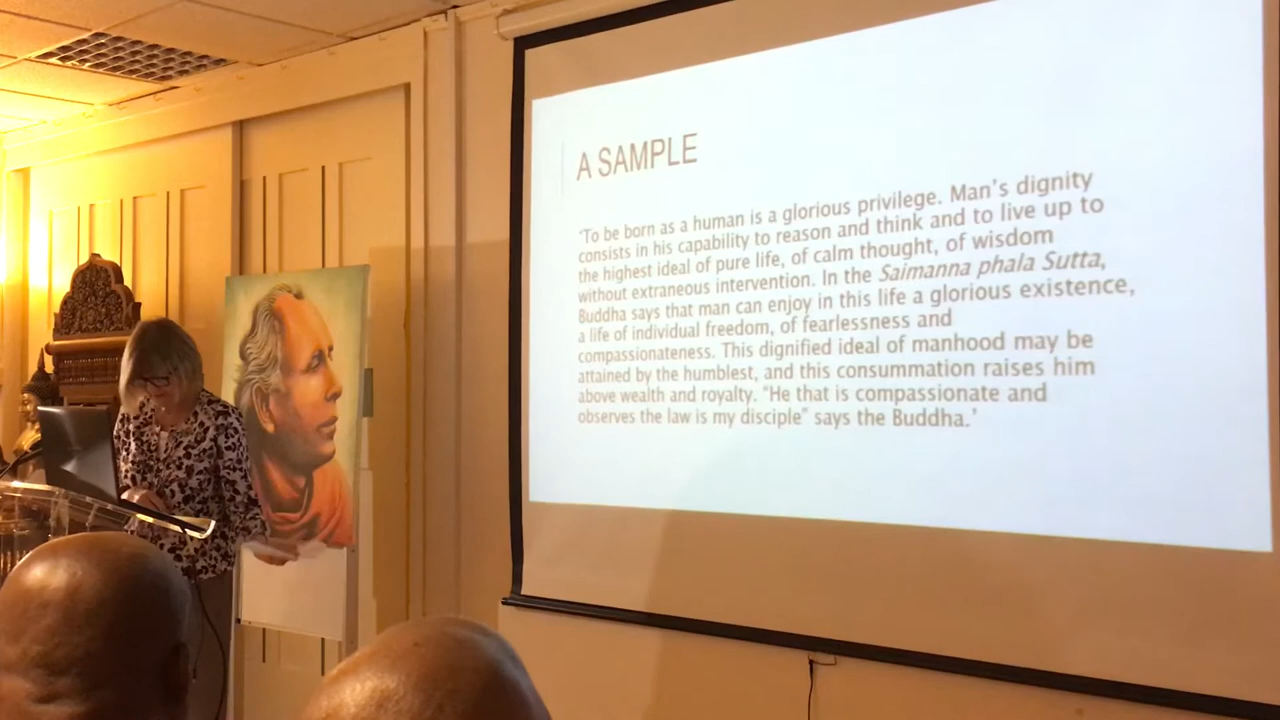 A SAMPLE
'To be born as a human is a glorious privilege. Man's dignity
consists in his capability to reason and think and to live up to
the highest ideal of pure life, of calm thought, of wisdom
without extraneous intervention. In the Saimanna phala Sutta,
Buddha says that man can enjoy in this life a glorious existence,
a life of individual freedom, of fearlessness and
compassionateness. This dignified ideal of manhood may be
attained by the humblest, and this consummation raises him
above wealth and royalty. "He that is compassionate and
observes the law is my disciple" says the Buddha.'